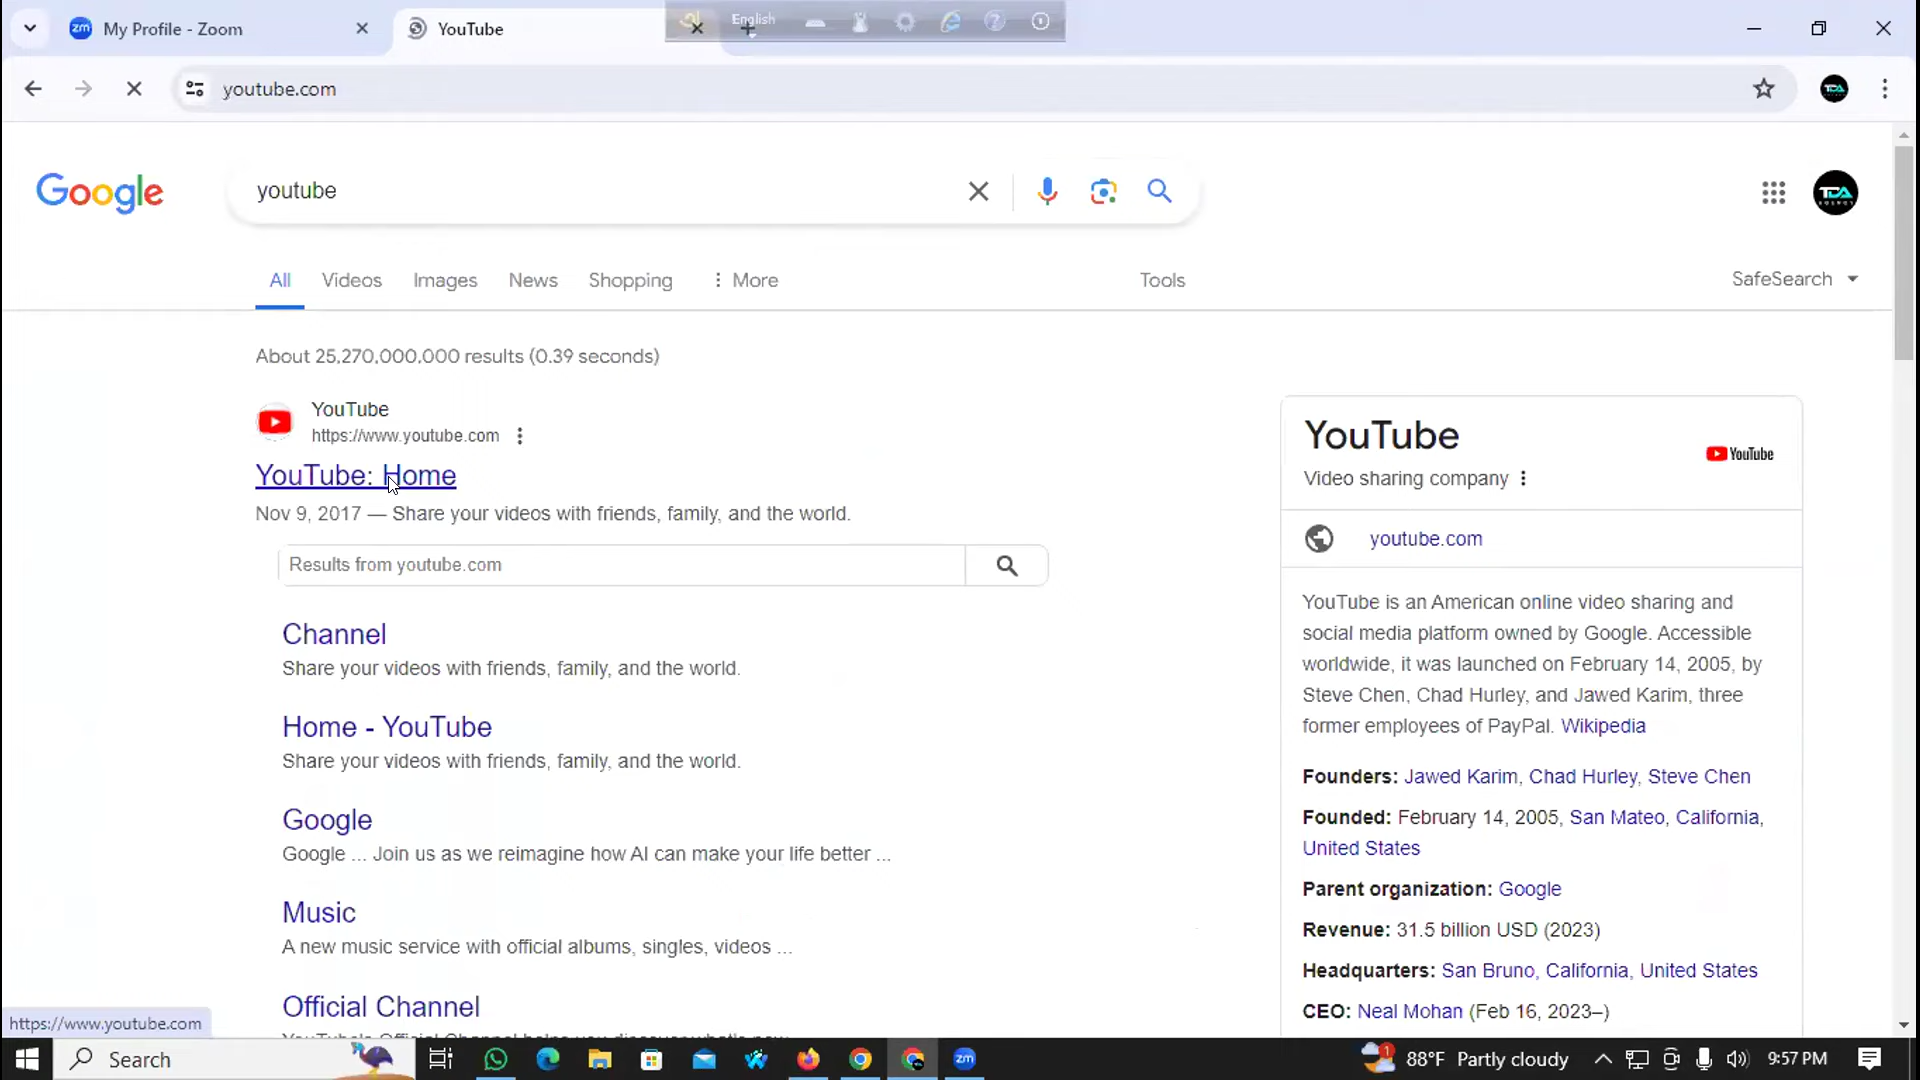 My Profile - Zoom
YouTube
English
youtube.com
Google
youtube
All
Videos
Images
News
Shopping
More
Tools
SafeSearch
About 25,270,000,000 results (0.39 seconds)
YouTube
https://www.youtube.com
YouTube: Home
Nov 9, 2017 — Share your videos with friends, family, and the world.
Results from youtube.com
Channel
Share your videos with friends, family, and the world.
Home - YouTube
Share your videos with friends, family, and the world.
Google
Google ... Join us as we reimagine how AI can make your life better ...
Music
A new music service with official albums, singles, videos ...
Official Channel
YouTube
YouTube
Video sharing company
youtube.com
YouTube is an American online video sharing and
social media platform owned by Google. Accessible
worldwide, it was launched on February 14, 2005, by
Steve Chen, Chad Hurley, and Jawed Karim, three
former employees of PayPal. Wikipedia
Founders: Jawed Karim, Chad Hurley, Steve Chen
Founded: February 14, 2005, San Mateo, California,
United States
Parent organization: Google
Revenue: 31.5 billion USD (2023)
Headquarters: San Bruno, California, United States
CEO: Neal Mohan (Feb 16, 2023–)
https://www.youtube.com
Search
zm
88°F Partly cloudy
9:57 PM